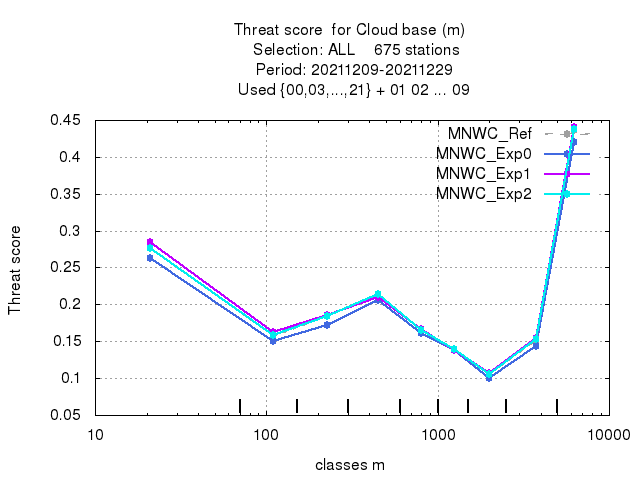 Threat score  for Cloud base (m)
Selection: ALL    675 stations
Period: 20211209-20211229
Used {00,03,...,21} + 01 02 ... 09
MNWC_Ref
MNWC_Exp0
MNWC_Exp1
MNWC_Exp2
Threat score
0.45
0.4
0.35
0.3
0.25
0.2
0.15
0.1
0.05
10 100 1000 10000
classes m